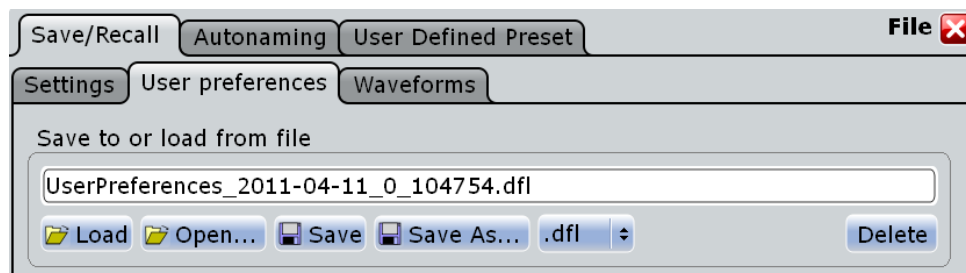 Save/Recall Autonaming User Defined Preset File
Settings User preferences Waveforms
Save to or load from file
UserPreferences_2011-04-11_0_104754.dfl
Load Open... Save Save As... .dfl Delete